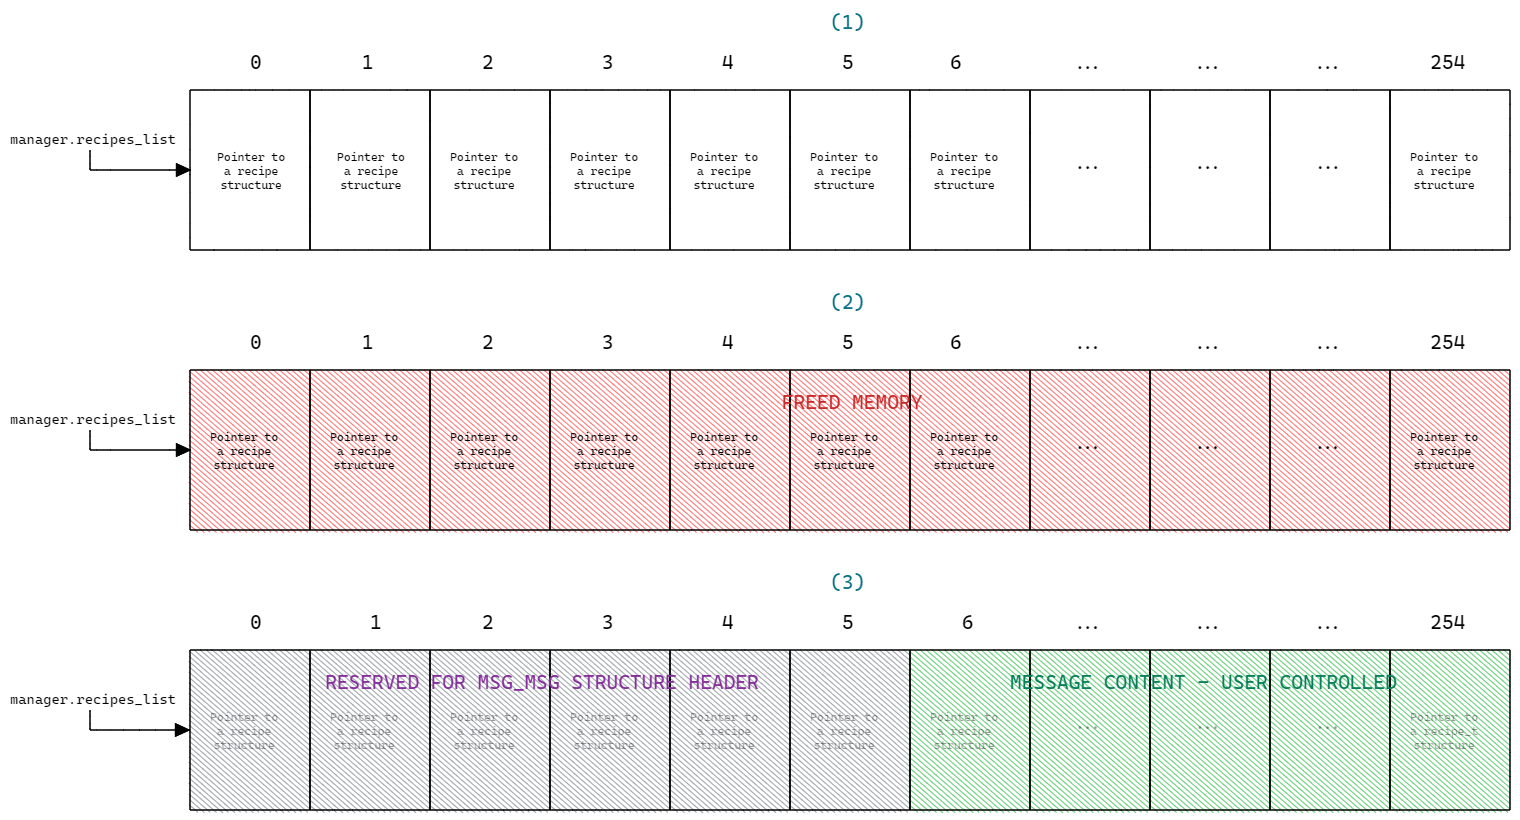 (1)
0 1 2 3 4 5 6 ... ... ... 254
manager.recipes_list
Pointer to Pointer to Pointer to Pointer to Pointer to Pointer to Pointer to ... ... ... Pointer to
a recipe a recipe a recipe a recipe a recipe a recipe a recipe a recipe
structure structure structure structure structure structure structure structure
(2)
0 1 2 3 4 5 6 ... ... ... 254
FREED MEMORY
manager.recipes_list
Pointer to Pointer to Pointer to Pointer to Pointer to Pointer to Pointer to ... ... ... Pointer to
a recipe a recipe a recipe a recipe a recipe a recipe a recipe a recipe
structure structure structure structure structure structure structure structure
(3)
0 1 2 3 4 5 6 ... ... ... 254
RESERVED FOR MSG_MSG STRUCTURE HEADER MESSAGE CONTENT - USER CONTROLLED
manager.recipes_list
Pointer to Pointer to Pointer to Pointer to Pointer to Pointer to Pointer to ... ... ... Pointer to
a recipe a recipe a recipe a recipe a recipe a recipe a recipe a recipe_t
structure structure structure structure structure structure structure structure